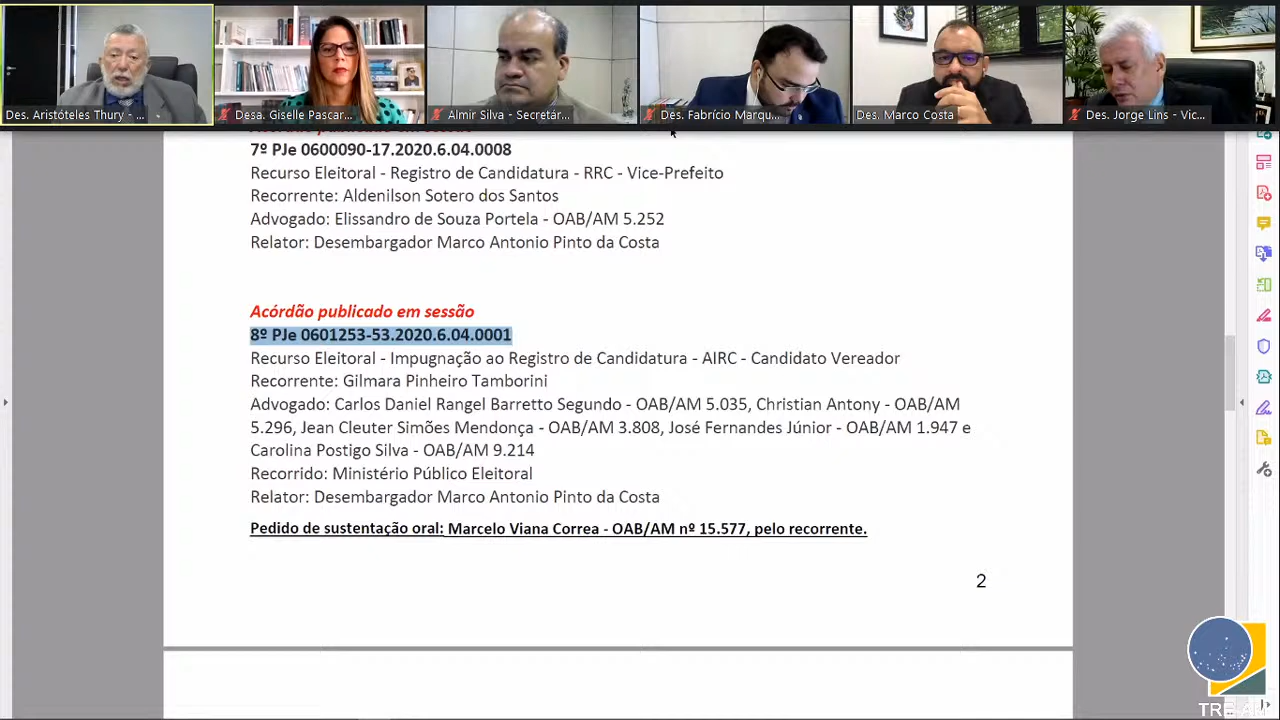 Des. Aristóteles Thury - ...
Desa. Giselle Pascar...
Almir Silva - Secretár...
Des. Fabrício Marqu...
Des. Marco Costa
Des. Jorge Lins - Vic...
Acórdão publicado em sessão
7º PJe 0600090-17.2020.6.04.0008
Recurso Eleitoral - Registro de Candidatura - RRC - Vice-Prefeito
Recorrente: Aldenilson Sotero dos Santos
Advogado: Elissandro de Souza Portela - OAB/AM 5.252
Relator: Desembargador Marco Antonio Pinto da Costa
Acórdão publicado em sessão
8º PJe 0601253-53.2020.6.04.0001
Recurso Eleitoral - Impugnação ao Registro de Candidatura - AIRC - Candidato Vereador
Recorrente: Gilmara Pinheiro Tamborini
Advogado: Carlos Daniel Rangel Barretto Segundo - OAB/AM 5.035, Christian Antony - OAB/AM
5.296, Jean Cleuter Simões Mendonça - OAB/AM 3.808, José Fernandes Júnior - OAB/AM 1.947 e
Carolina Postigo Silva - OAB/AM 9.214
Recorrido: Ministério Público Eleitoral
Relator: Desembargador Marco Antonio Pinto da Costa
Pedido de sustentação oral: Marcelo Viana Correa - OAB/AM nº 15.577, pelo recorrente.
2